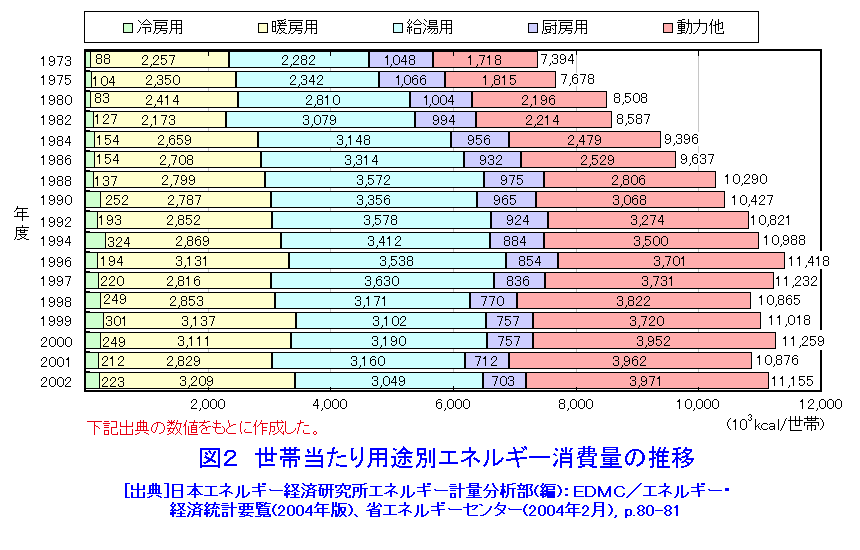 冷房用 暖房用 給湯用 厨房用 動力他
1973 88 2,257 2,282 1,048 1,718 7,394
1975 104 2,350 2,342 1,066 1,815 7,678
1980 83 2,414 2,810 1,004 2,196 8,508
1982 127 2,173 3,079 994 2,214 8,587
1984 154 2,659 3,148 956 2,479 9,396
1986 154 2,708 3,314 932 2,529 9,637
1988 137 2,799 3,572 975 2,806 10,290
1990 252 2,787 3,356 965 3,068 10,427
1992 193 2,852 3,578 924 3,274 10,821
1994 324 2,869 3,412 884 3,500 10,988
1996 194 3,131 3,538 854 3,701 11,418
1997 220 2,816 3,630 836 3,731 11,232
1998 249 2,853 3,171 770 3,822 10,865
1999 301 3,137 3,102 757 3,720 11,018
2000 249 3,111 3,190 757 3,952 11,259
2001 212 2,829 3,160 712 3,962 10,876
2002 223 3,209 3,049 703 3,971 11,155
年度
2,000 4,000 6,000 8,000 10,000 12,000
(10³kcal/世帯)
下記出典の数値をもとに作成した。
図2 世帯当たり用途別エネルギー消費量の推移
[出典]日本エネルギー経済研究所エネルギー計量分析部(編):EDMC/エネルギー・
経済統計要覧(2004年版)、省エネルギーセンター(2004年2月), p.80-81